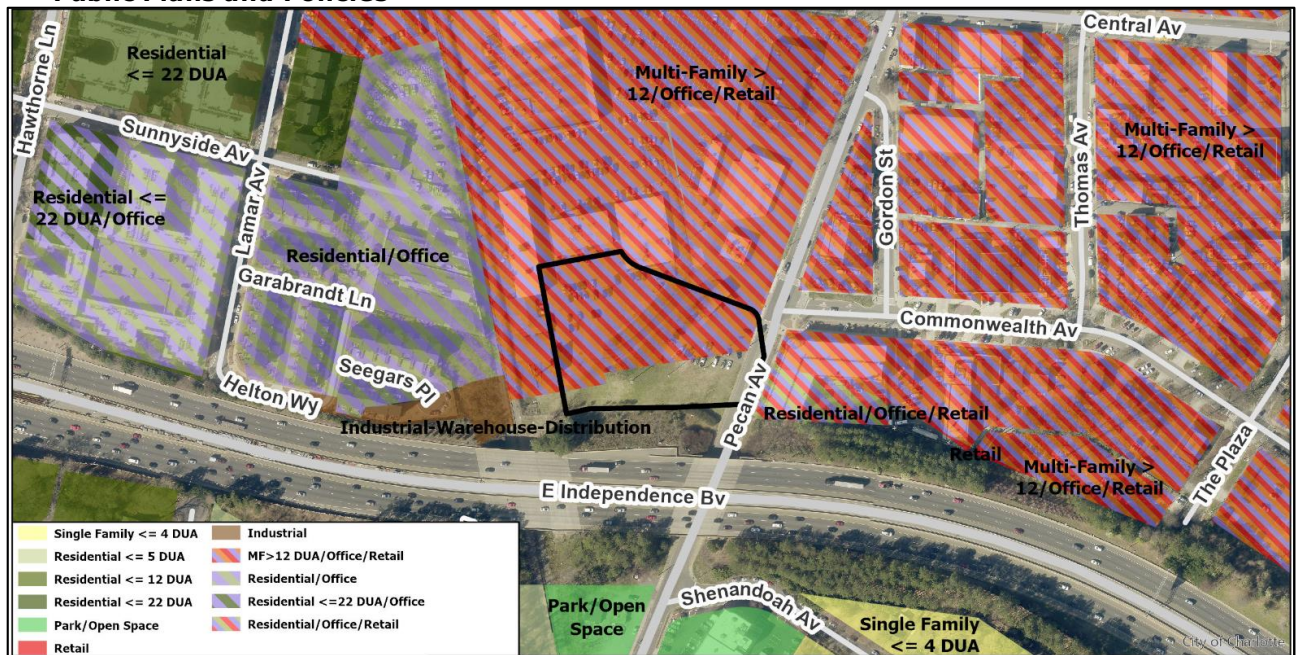 Public Plans and Policies
Central Av
Hawthorne Ln
Residential
<= 22 DUA
Multi-Family >
12/Office/Retail
Sunnyside Av
Lamar Av
Gordon St
Thomas Av
Multi-Family >
12/Office/Retail
Residential <=
22 DUA/Office
Residential/Office
Garabrandt Ln
Commonwealth Av
Seegars Pl
Helton Wy
Pecan Av
Residential/Office/Retail
Industrial-Warehouse-Distribution
Retail
Multi-Family >
12/Office/Retail
The Plaza
E Independence Bv
Single Family <= 4 DUA
Residential <= 5 DUA
Residential <= 12 DUA
Residential <= 22 DUA
Park/Open Space
Retail
Industrial
MF>12 DUA/Office/Retail
Residential/Office
Residential <=22 DUA/Office
Residential/Office/Retail
Park/Open
Space
Shenandoah Av
Single Family
<= 4 DUA
City of Charlotte